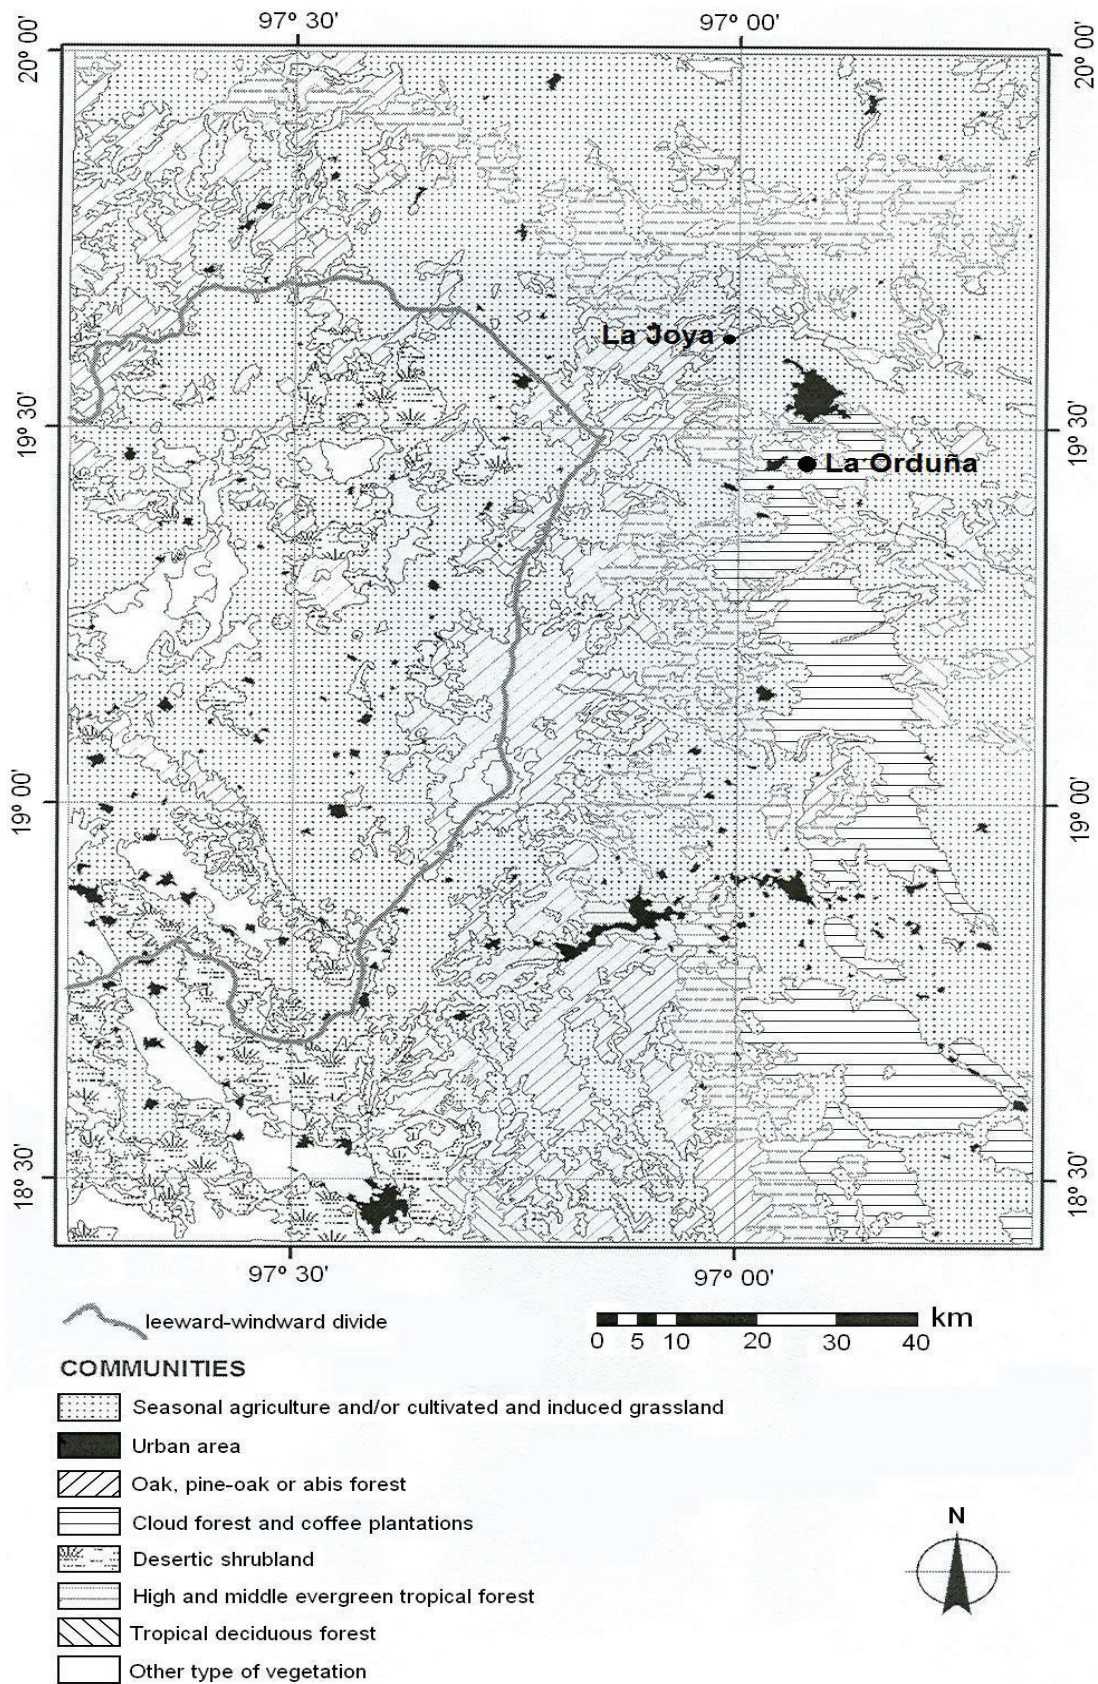 97º 30' 97º 00'
20º 00' 20º 00'
La Joya
19º 30' 19º 30'
La Orduña
19º 00' 19º 00'
18º 30' 18º 30'
97º 30' 97º 00'
leeward-windward divide
km
0 5 10 20 30 40
COMMUNITIES
Seasonal agriculture and/or cultivated and induced grassland
Urban area
Oak, pine-oak or abis forest
Cloud forest and coffee plantations
Desertic shrubland
High and middle evergreen tropical forest
Tropical deciduous forest
Other type of vegetation
N